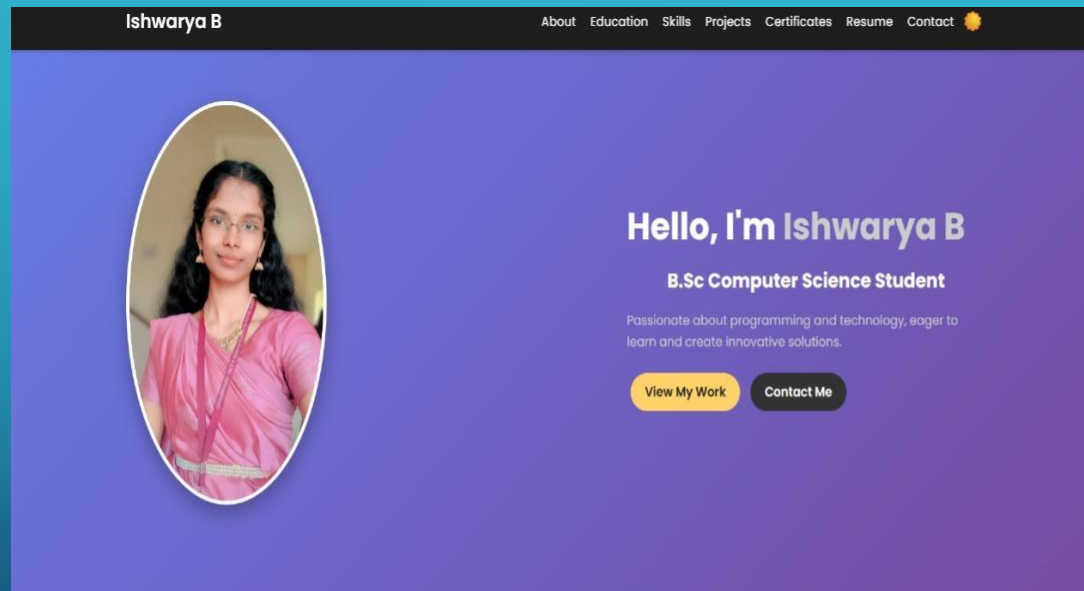 Ishwarya B
About Education Skills Projects Certificates Resume Contact
Hello, I'm Ishwarya B
B.Sc Computer Science Student
Passionate about programming and technology, eager to
learn and create innovative solutions.
View My Work
Contact Me